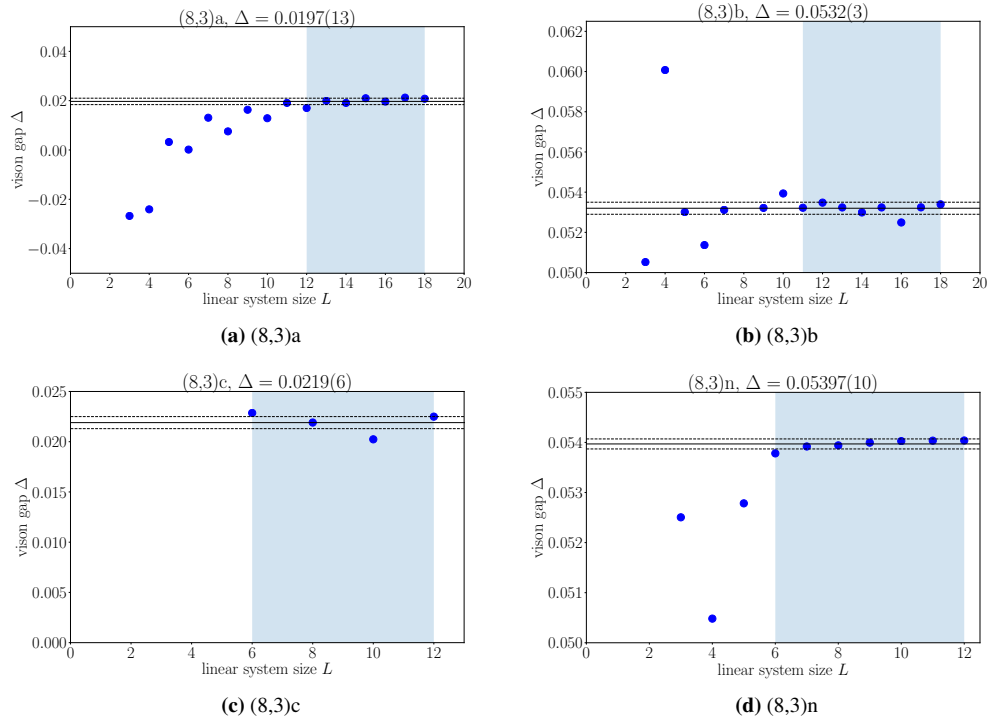 (8,3)a, Δ = 0.0197(13)
0.04
0.02
0.00
−0.02
−0.04
vison gap Δ
0 2 4 6 8 10 12 14 16 18 20
linear system size L
(a) (8,3)a
(8,3)b, Δ = 0.0532(3)
0.062
0.060
0.058
0.056
0.054
0.052
0.050
vison gap Δ
0 2 4 6 8 10 12 14 16 18 20
linear system size L
(b) (8,3)b
(8,3)c, Δ = 0.0219(6)
0.025
0.020
0.015
0.010
0.005
0.000
vison gap Δ
0 2 4 6 8 10 12
linear system size L
(c) (8,3)c
(8,3)n, Δ = 0.05397(10)
0.055
0.054
0.053
0.052
0.051
0.050
vison gap Δ
0 2 4 6 8 10 12
linear system size L
(d) (8,3)n